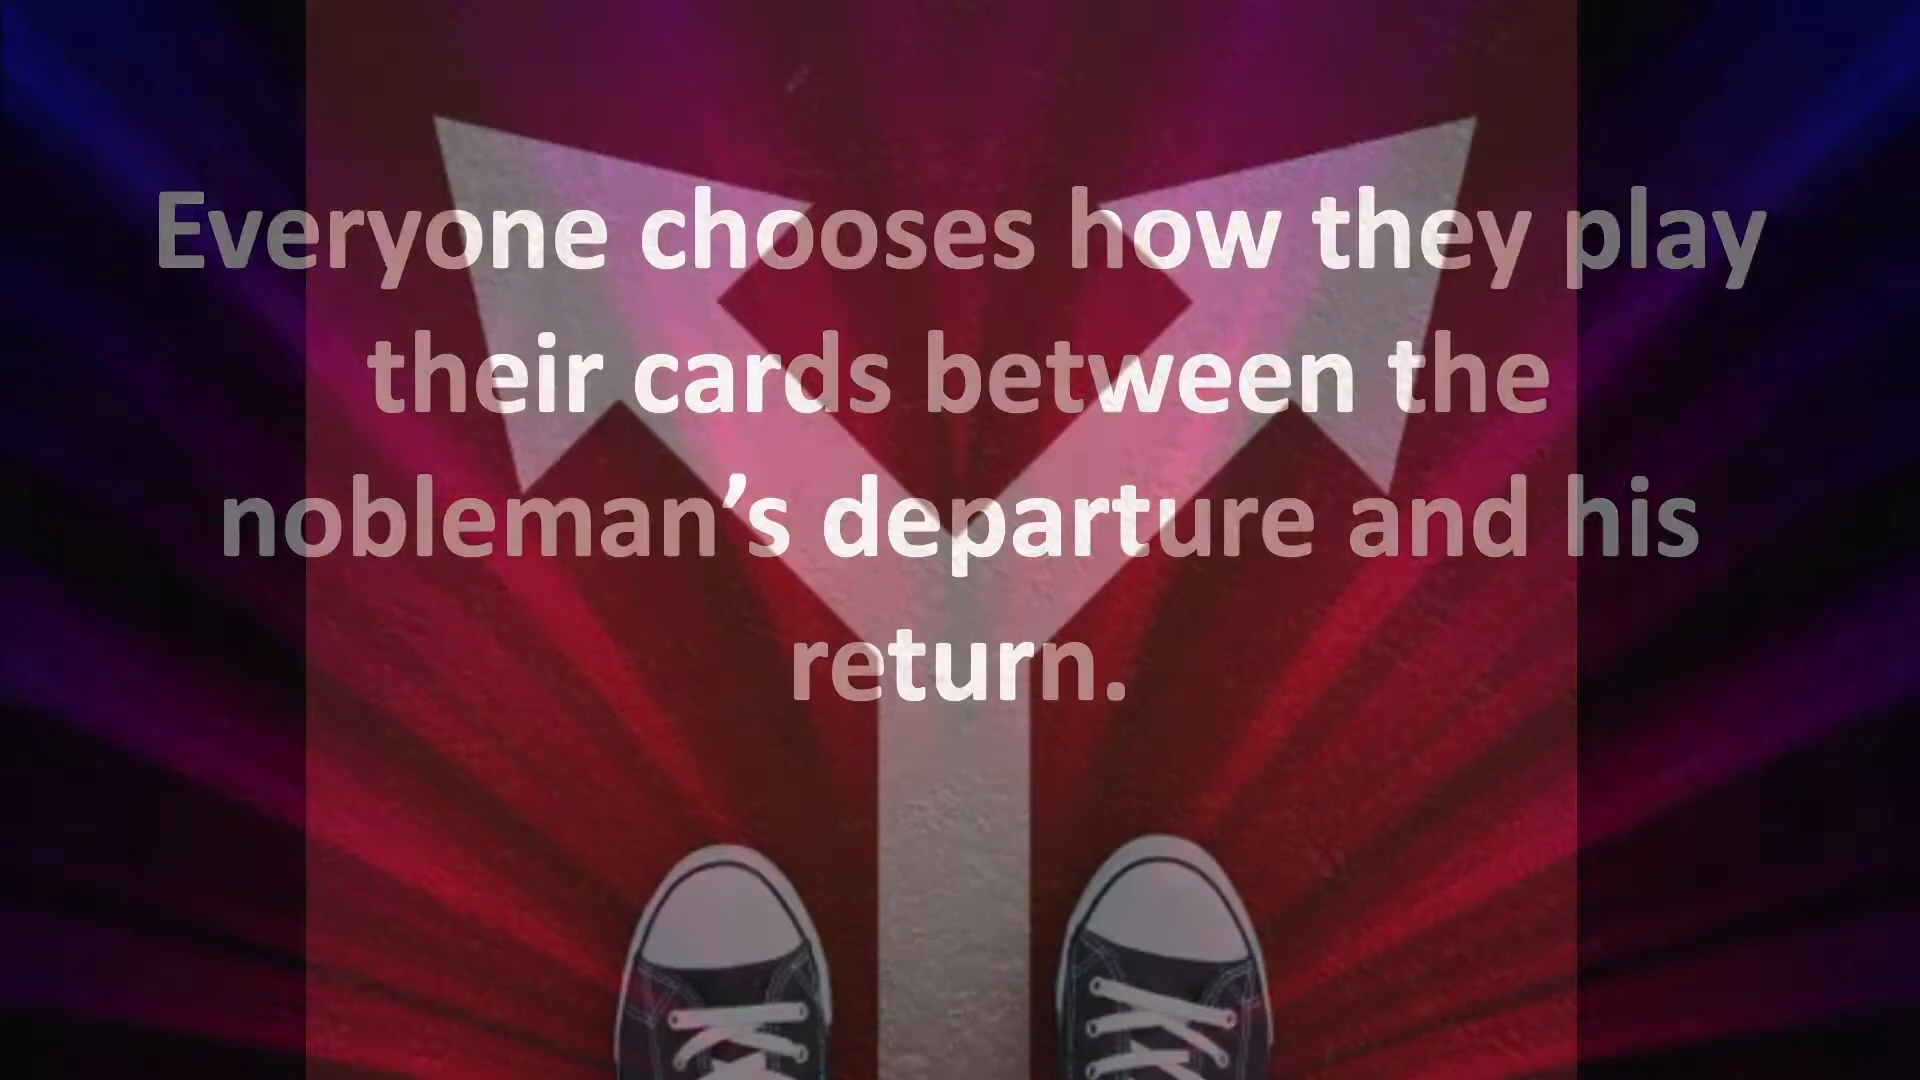 Everyone chooses how they play
their cards between the
nobleman’s departure and his
return.